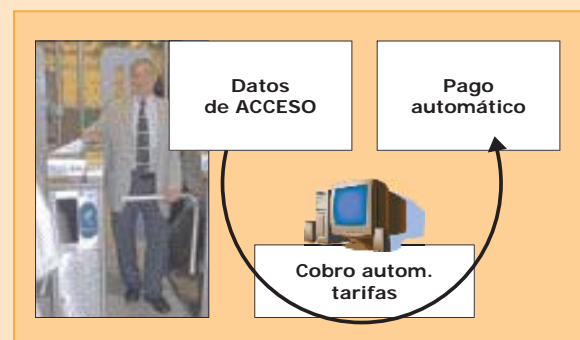 Datos
de ACCESO
Pago
automático
Cobro autom.
tarifas